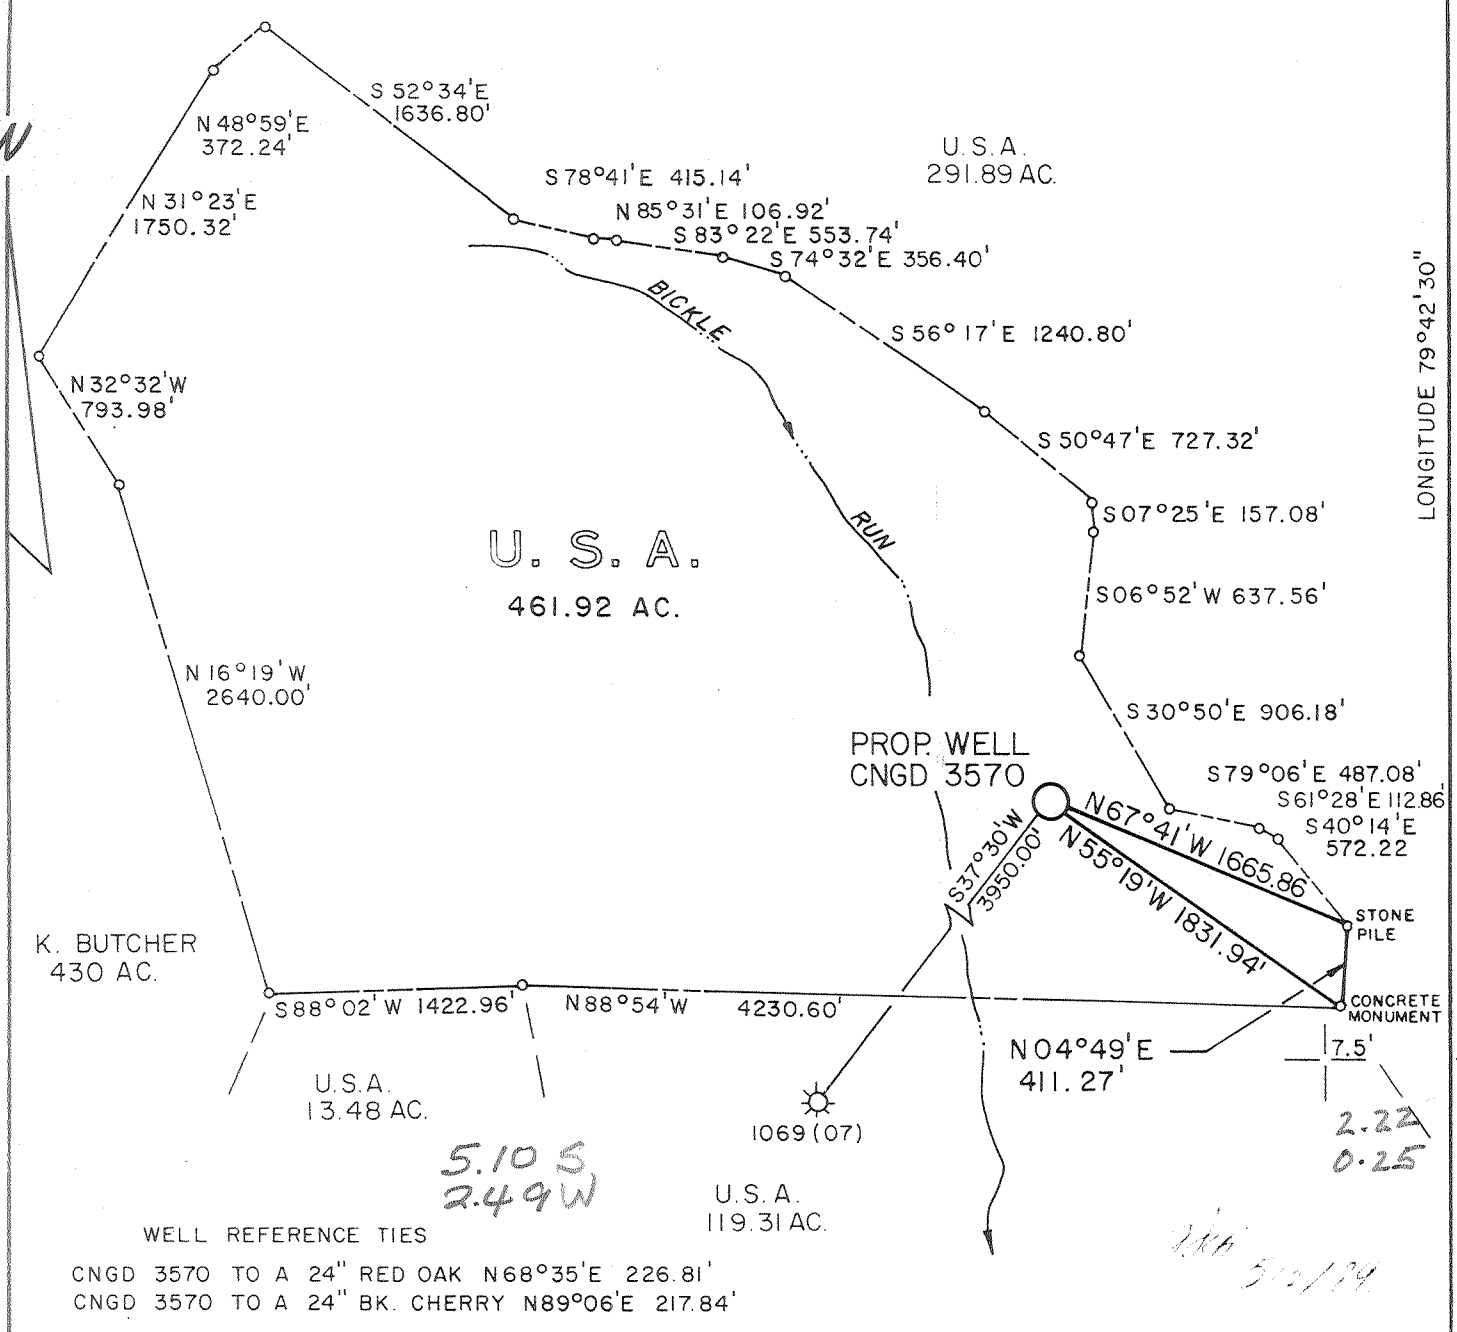 N
S 52°34'E
1636.80'
N 48°59'E
372.24'
U.S.A.
291.89 AC.
S78°41'E 415.14'
N 31°23'E
1750.32'
N 85°31'E 106.92'
S 83°22'E 553.74'
S 74°32'E 356.40'
BICKLE
LONGITUDE 79°42'30"
S 56°17'E 1240.80'
N 32°32'W
793.98'
S 50°47'E 727.32'
RUN
S 07°25'E 157.08'
U. S. A.
461.92 AC.
S06°52'W 637.56'
N 16°19'W
2640.00'
S 30°50'E 906.18'
PROP. WELL
CNGD 3570
S79°06'E 487.08'
S61°28'E 112.86'
S40°14'E
572.22
N67°41'W 1665.86
N55°19'W 1831.94'
S37°30'W
3950.00'
STONE
PILE
K. BUTCHER
430 AC.
S88°02'W 1422.96'
N88°54'W 4230.60'
CONCRETE
MONUMENT
N04°49'E
411.27'
7.5'
U.S.A.
13.48 AC.
1069 (07)
2.22
0.25
5.10 S
2.49 W
U.S.A.
119.31 AC.
WELL REFERENCE TIES
CNGD 3570 TO A 24" RED OAK N68°35'E 226.81'
CNGD 3570 TO A 24" BK. CHERRY N89°06'E 217.84'